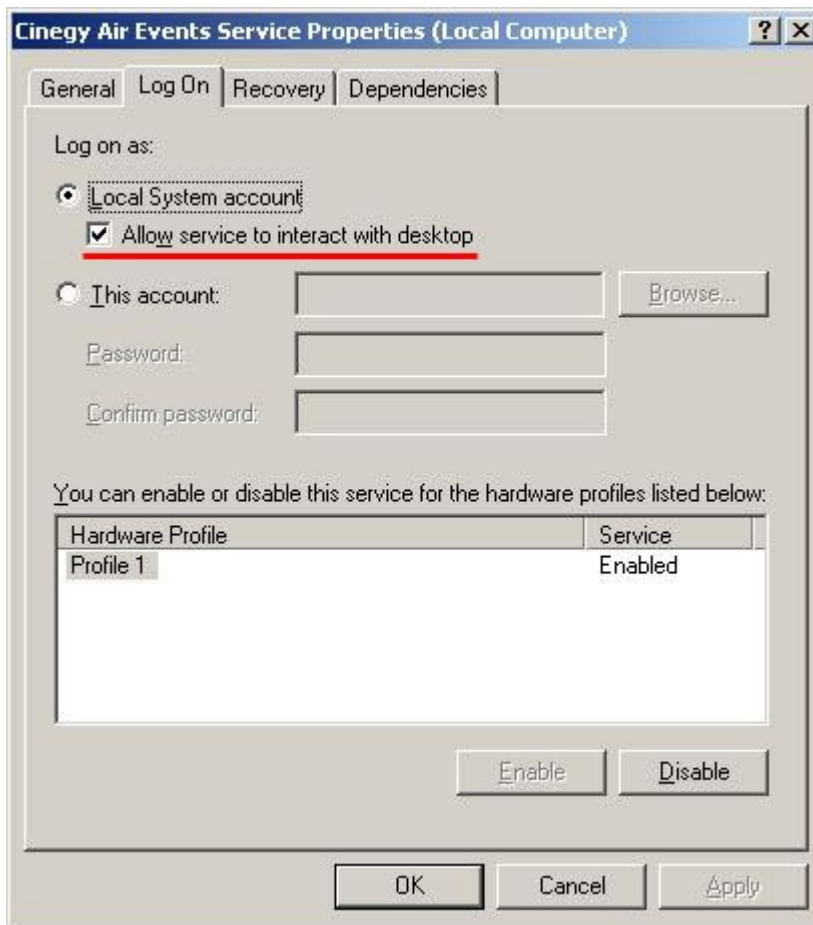 Cinegy Air Events Service Properties (Local Computer)
General Log On Recovery Dependencies
Log on as:
Local System account
Allow service to interact with desktop
This account: Browse...
Password:
Confirm password:
You can enable or disable this service for the hardware profiles listed below:
Hardware Profile Service
Profile 1 Enabled
Enable Disable
OK Cancel Apply